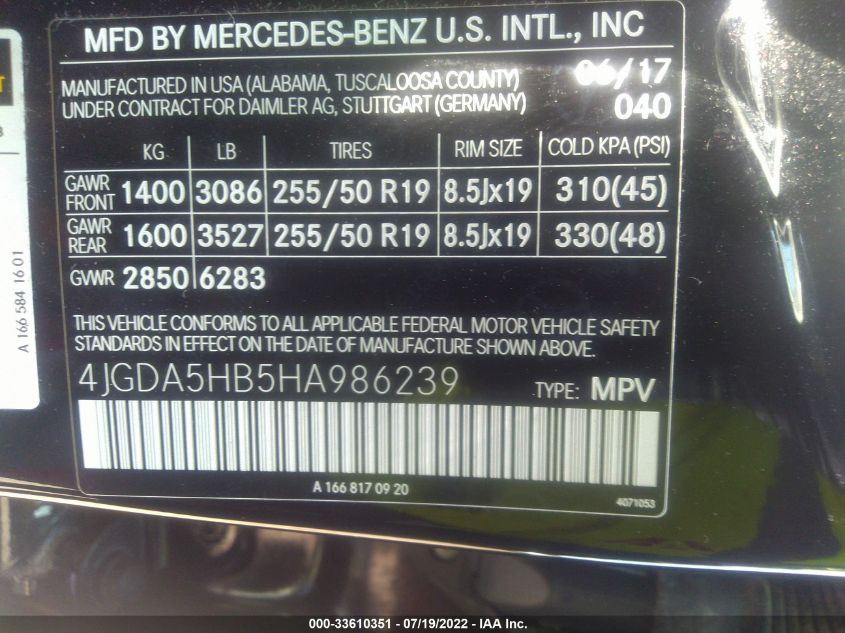 MFD BY MERCEDES-BENZ U.S. INTL., INC
MANUFACTURED IN USA (ALABAMA, TUSCALOOSA COUNTY) 06/17
UNDER CONTRACT FOR DAIMLER AG, STUTTGART (GERMANY) 040
KG LB TIRES RIM SIZE COLD KPA (PSI)
GAWR FRONT 1400 3086 255/50 R19 8.5Jx19 310(45)
GAWR REAR 1600 3527 255/50 R19 8.5Jx19 330(48)
GVWR 2850 6283
THIS VEHICLE CONFORMS TO ALL APPLICABLE FEDERAL MOTOR VEHICLE SAFETY
STANDARDS IN EFFECT ON THE DATE OF MANUFACTURE SHOWN ABOVE.
4JGDA5HB5HA986239 TYPE: MPV
A 166 817 09 20
4071053
A 166 584 16 01
000-33610351 - 07/19/2022 - IAA Inc.